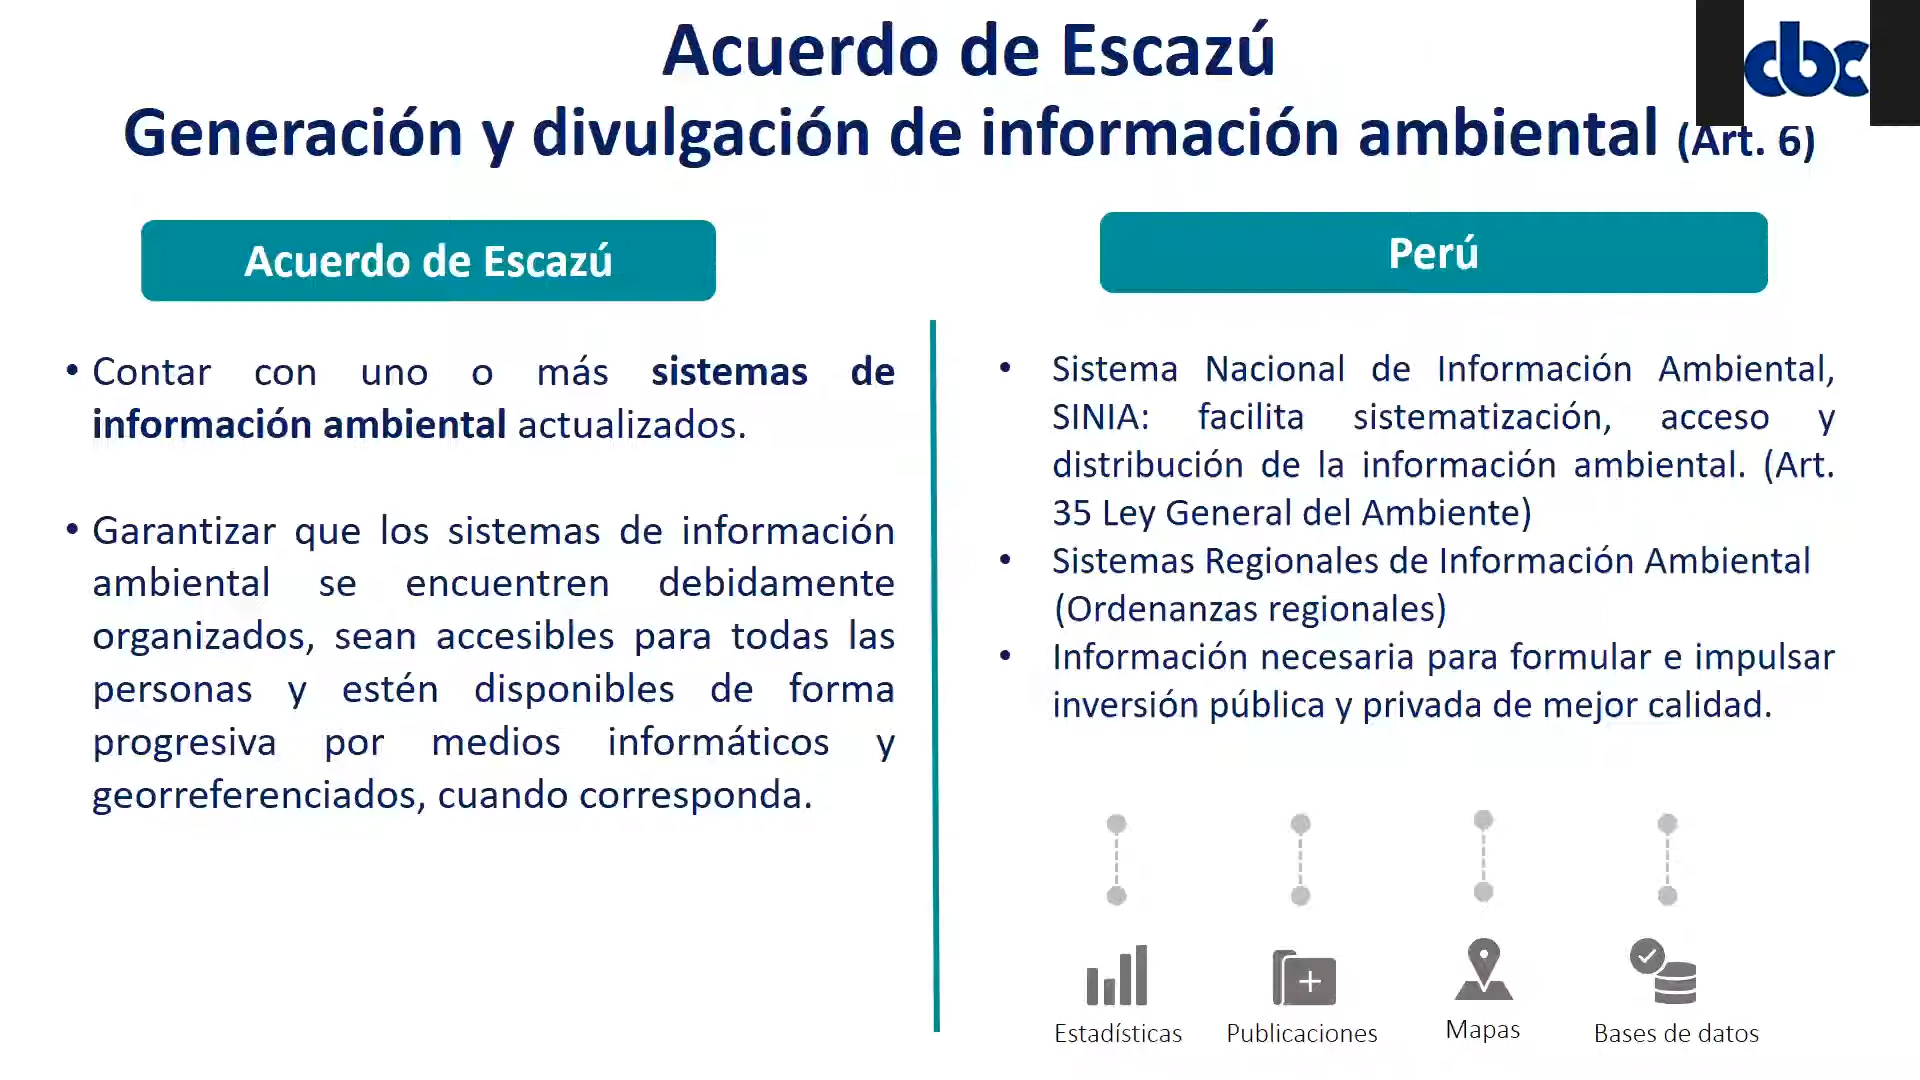 Acuerdo de Escazú
Generación y divulgación de información ambiental (Art. 6)
cbc
Acuerdo de Escazú
• Contar con uno o más sistemas de
información ambiental actualizados.
• Garantizar que los sistemas de información
ambiental se encuentren debidamente
organizados, sean accesibles para todas las
personas y estén disponibles de forma
progresiva por medios informáticos y
georreferenciados, cuando corresponda.
Perú
• Sistema Nacional de Información Ambiental,
SINIA: facilita sistematización, acceso y
distribución de la información ambiental. (Art.
35 Ley General del Ambiente)
• Sistemas Regionales de Información Ambiental
(Ordenanzas regionales)
• Información necesaria para formular e impulsar
inversión pública y privada de mejor calidad.
Estadísticas
Publicaciones
Mapas
Bases de datos